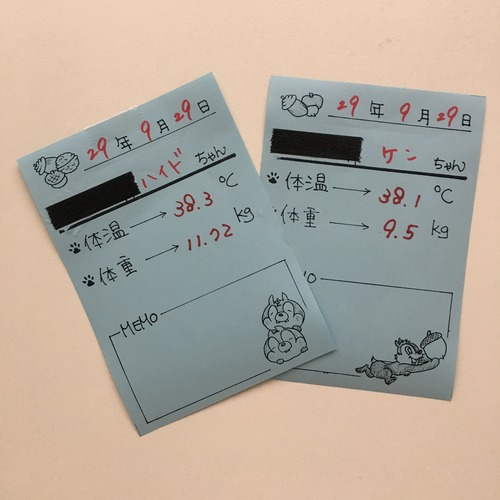 29年 9月 29日
ハイド ちゃん
体温 → 38.3 ℃
体重 → 11.72 kg
MEMO
29年 9月 29日
ケン ちゃん
体温 → 38.1 ℃
体重 → 9.5 kg
MO